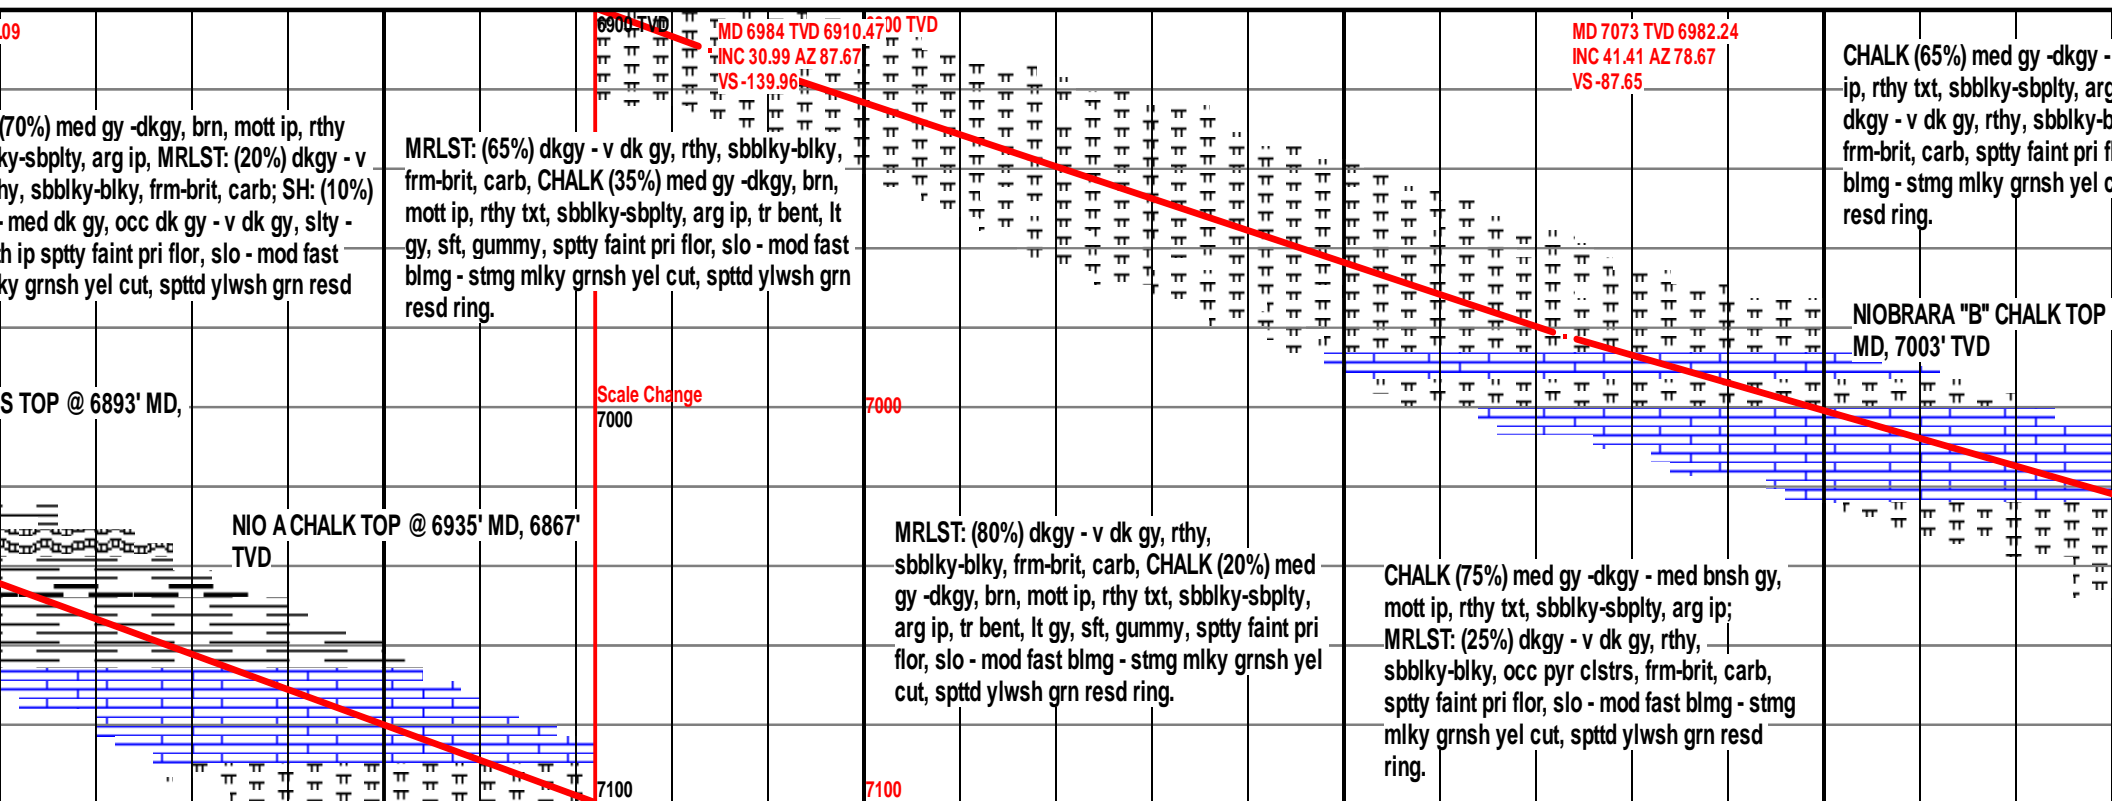 .09
(70%) med gy -dkgy, brn, mott ip, rthy
ky-sbplty, arg ip, MRLST: (20%) dkgy - v
hy, sbblky-blky, frm-brit, carb; SH: (10%)
- med dk gy, occ dk gy - v dk gy, slty -
h ip sptty faint pri flor, slo - mod fast
ky grnsh yel cut, spttd ylwsh grn resd
S TOP @ 6893' MD,
NIO A CHALK TOP @ 6935' MD, 6867'
TVD
MRLST: (65%) dkgy - v dk gy, rthy, sbblky-blky,
frm-brit, carb, CHALK (35%) med gy -dkgy, brn,
mott ip, rthy txt, sbblky-sbplty, arg ip, tr bent, lt
gy, sft, gummy, sptty faint pri flor, slo - mod fast
blmg - stmg mlky grnsh yel cut, spttd ylwsh grn
resd ring.
6900 TVD
MD 6984 TVD 6910.47
INC 30.99 AZ 87.67
VS -139.96
00 TVD
Scale Change
7000
7000
7100
7100
MRLST: (80%) dkgy - v dk gy, rthy,
sbblky-blky, frm-brit, carb, CHALK (20%) med
gy -dkgy, brn, mott ip, rthy txt, sbblky-sbplty,
arg ip, tr bent, lt gy, sft, gummy, sptty faint pri
flor, slo - mod fast blmg - stmg mlky grnsh yel
cut, spttd ylwsh grn resd ring.
MD 7073 TVD 6982.24
INC 41.41 AZ 78.67
VS -87.65
CHALK (75%) med gy -dkgy - med bnsh gy,
mott ip, rthy txt, sbblky-sbplty, arg ip;
MRLST: (25%) dkgy - v dk gy, rthy,
sbblky-blky, occ pyr clstrs, frm-brit, carb,
sptty faint pri flor, slo - mod fast blmg - stmg
mlky grnsh yel cut, spttd ylwsh grn resd
ring.
CHALK (65%) med gy -dkgy -
ip, rthy txt, sbblky-sbplty, arg
dkgy - v dk gy, rthy, sbblky-b
frm-brit, carb, sptty faint pri f
blmg - stmg mlky grnsh yel c
resd ring.
NIOBRARA "B" CHALK TOP
MD, 7003' TVD